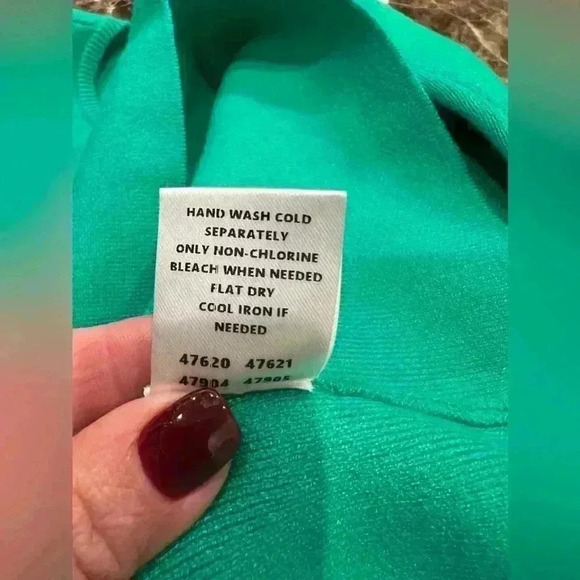 HAND WASH COLD
SEPARATELY
ONLY NON-CHLORINE
BLEACH WHEN NEEDED
FLAT DRY
COOL IRON IF
NEEDED
47620 47621
47904 47905